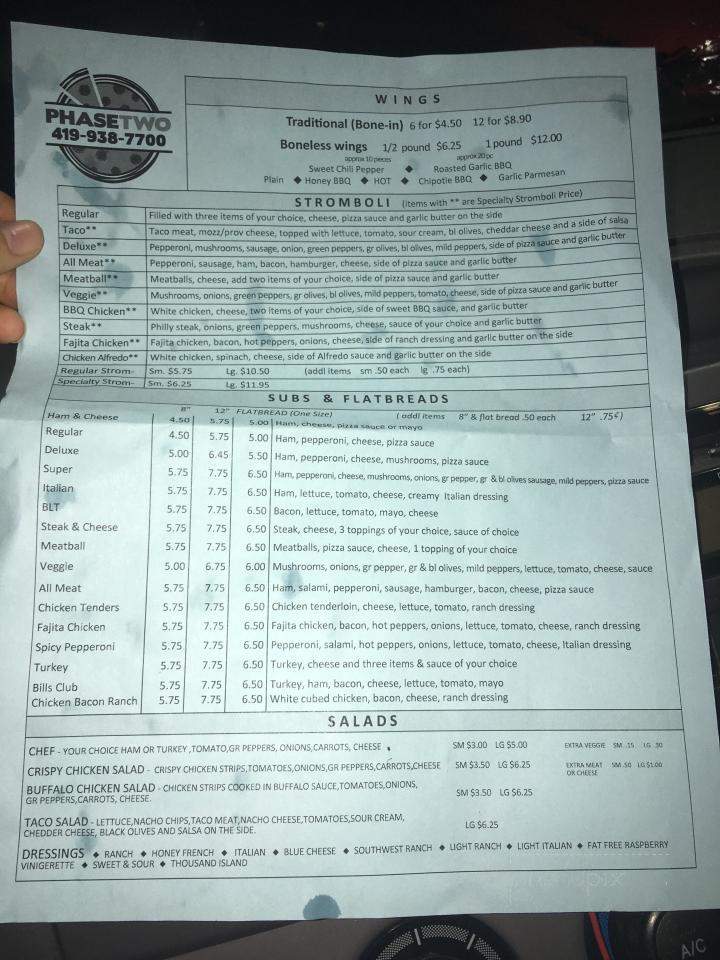 PHASETWO
419-938-7700
WINGS
Traditional (Bone-in) 6 for $4.50 12 for $8.90
Boneless wings 1/2 pound $6.25 1 pound $12.00
approx 10 pieces approx 20 pc
Sweet Chili Pepper ◆ Roasted Garlic BBQ
Plain ◆ Honey BBQ ◆ HOT ◆ Chipotle BBQ ◆ Garlic Parmesan
STROMBOLI (items with ** are Specialty Stromboli Price)
Regular Filled with three items of your choice, cheese, pizza sauce and garlic butter on the side
Taco** Taco meat, mozz/prov cheese, topped with lettuce, tomato, sour cream, bl olives, cheddar cheese and a side of salsa
Deluxe** Pepperoni, mushrooms, sausage, onion, green peppers, gr olives, bl olives, mild peppers, side of pizza sauce and garlic butter
All Meat** Pepperoni, sausage, ham, bacon, hamburger, cheese, side of pizza sauce and garlic butter
Meatball** Meatballs, cheese, add two items of your choice, side of pizza sauce and garlic butter
Veggie** Mushrooms, onions, green peppers, gr olives, bl olives, mild peppers, tomato, cheese, side of pizza sauce and garlic butter
BBQ Chicken** White chicken, cheese, two items of your choice, side of sweet BBQ sauce, and garlic butter
Steak** Philly steak, onions, green peppers, mushrooms, cheese, sauce of your choice and garlic butter
Fajita Chicken** Fajita chicken, bacon, hot peppers, onions, cheese, side of ranch dressing and garlic butter on the side
Chicken Alfredo** White chicken, spinach, cheese, side of Alfredo sauce and garlic butter on the side
Regular Strom- Sm. $5.75 Lg. $10.50 (add items sm .50 each lg .75 each)
Specialty Strom- Sm. $6.25 Lg. $11.95
SUBS & FLATBREADS
8" 12" FLATBREAD (One Size) ( add items 8" & flat bread .50 each 12" .75¢)
Ham & Cheese 4.50 5.75 5.00 Ham, cheese, pizza sauce or mayo
Regular 4.50 5.75 5.00 Ham, pepperoni, cheese, pizza sauce
Deluxe 5.00 6.45 5.50 Ham, pepperoni, cheese, mushrooms, pizza sauce
Super 5.75 7.75 6.50 Ham, pepperoni, cheese, mushrooms, onions, gr pepper, gr & bl olives sausage, mild peppers, pizza sauce
Italian 5.75 7.75 6.50 Ham, lettuce, tomato, cheese, creamy Italian dressing
BLT 5.75 7.75 6.50 Bacon, lettuce, tomato, mayo, cheese
Steak & Cheese 5.75 7.75 6.50 Steak, cheese, 3 toppings of your choice, sauce of choice
Meatball 5.75 7.75 6.50 Meatballs, pizza sauce, cheese, 1 topping of your choice
Veggie 5.00 6.75 6.00 Mushrooms, onions, gr pepper, gr & bl olives, mild peppers, lettuce, tomato, cheese, sauce
All Meat 5.75 7.75 6.50 Ham, salami, pepperoni, sausage, hamburger, bacon, cheese, pizza sauce
Chicken Tenders 5.75 7.75 6.50 Chicken tenderloin, cheese, lettuce, tomato, ranch dressing
Fajita Chicken 5.75 7.75 6.50 Fajita chicken, bacon, hot peppers, onions, lettuce, tomato, cheese, ranch dressing
Spicy Pepperoni 5.75 7.75 6.50 Pepperoni, salami, hot peppers, onions, lettuce, tomato, cheese, Italian dressing
Turkey 5.75 7.75 6.50 Turkey, cheese and three items & sauce of your choice
Bills Club 5.75 7.75 6.50 Turkey, ham, bacon, cheese, lettuce, tomato, mayo
Chicken Bacon Ranch 5.75 7.75 6.50 White cubed chicken, bacon, cheese, ranch dressing
SALADS
CHEF - YOUR CHOICE HAM OR TURKEY ,TOMATO,GR PEPPERS, ONIONS,CARROTS, CHEESE SM $3.00 LG $5.00 EXTRA VEGGIE SM .15 LG .30
CRISPY CHICKEN SALAD - CRISPY CHICKEN STRIPS,TOMATOES,ONIONS,GR PEPPERS,CARROTS,CHEESE SM $3.50 LG $6.25 EXTRA MEAT SM .50 LG $1.00
OR CHEESE
BUFFALO CHICKEN SALAD - CHICKEN STRIPS COOKED IN BUFFALO SAUCE,TOMATOES,ONIONS,
GR PEPPERS,CARROTS, CHEESE. SM $3.50 LG $6.25
TACO SALAD - LETTUCE,NACHO CHIPS,TACO MEAT,NACHO CHEESE,TOMATOES,SOUR CREAM,
CHEDDER CHEESE, BLACK OLIVES AND SALSA ON THE SIDE. LG $6.25
DRESSINGS ◆ RANCH ◆ HONEY FRENCH ◆ ITALIAN ◆ BLUE CHEESE ◆ SOUTHWEST RANCH ◆ LIGHT RANCH ◆ LIGHT ITALIAN ◆ FAT FREE RASPBERRY
VINIGERETTE ◆ SWEET & SOUR ◆ THOUSAND ISLAND
A/C